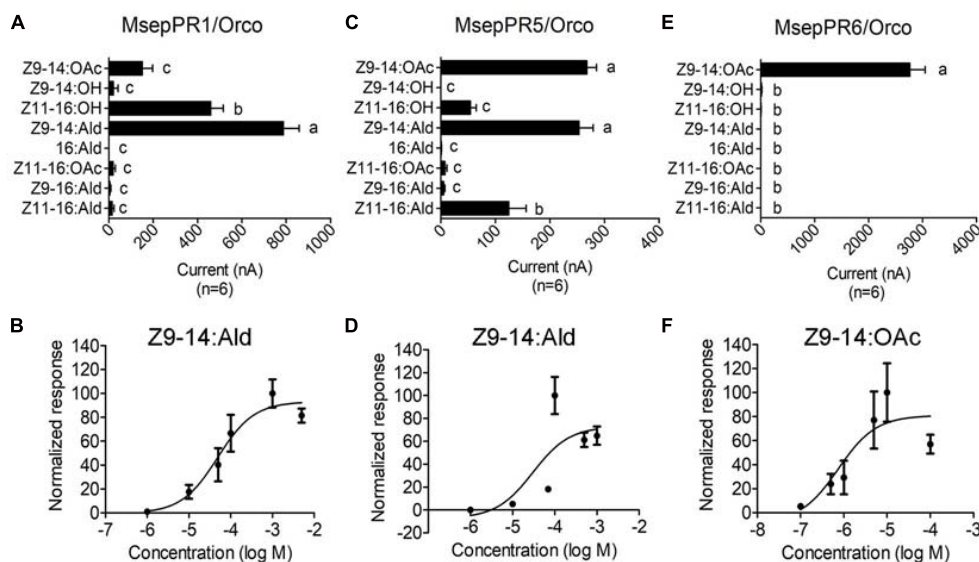 A
MsepPR1/Orco
Z9-14:OAc
c
Z9-14:OH
c
Z11-16:OH
b
Z9-14:Ald
a
16:Ald
c
Z11-16:OAc
c
Z9-16:Ald
c
Z11-16:Ald
c
0 200 400 600 800 1000
Current (nA)
(n=6)
C
MsepPR5/Orco
Z9-14:OAc
a
Z9-14:OH
c
Z11-16:OH
c
Z9-14:Ald
a
16:Ald
c
Z11-16:OAc
c
Z9-16:Ald
c
Z11-16:Ald
b
0 100 200 300 400
Current (nA)
(n=6)
E
MsepPR6/Orco
Z9-14:OAc
a
Z9-14:OH
b
Z11-16:OH
b
Z9-14:Ald
b
16:Ald
b
Z11-16:OAc
b
Z9-16:Ald
b
Z11-16:Ald
b
0 1000 2000 3000 4000
Current (nA)
(n=6)
B
Z9-14:Ald
Normalized response
140
120
100
80
60
40
20
0
-7 -6 -5 -4 -3 -2
Concentration (log M)
D
Z9-14:Ald
Normalized response
140
120
100
80
60
40
20
0
-20
-7 -6 -5 -4 -3 -2
Concentration (log M)
F
Z9-14:OAc
Normalized response
140
120
100
80
60
40
20
0
-8 -7 -6 -5 -4 -3
Concentration (log M)